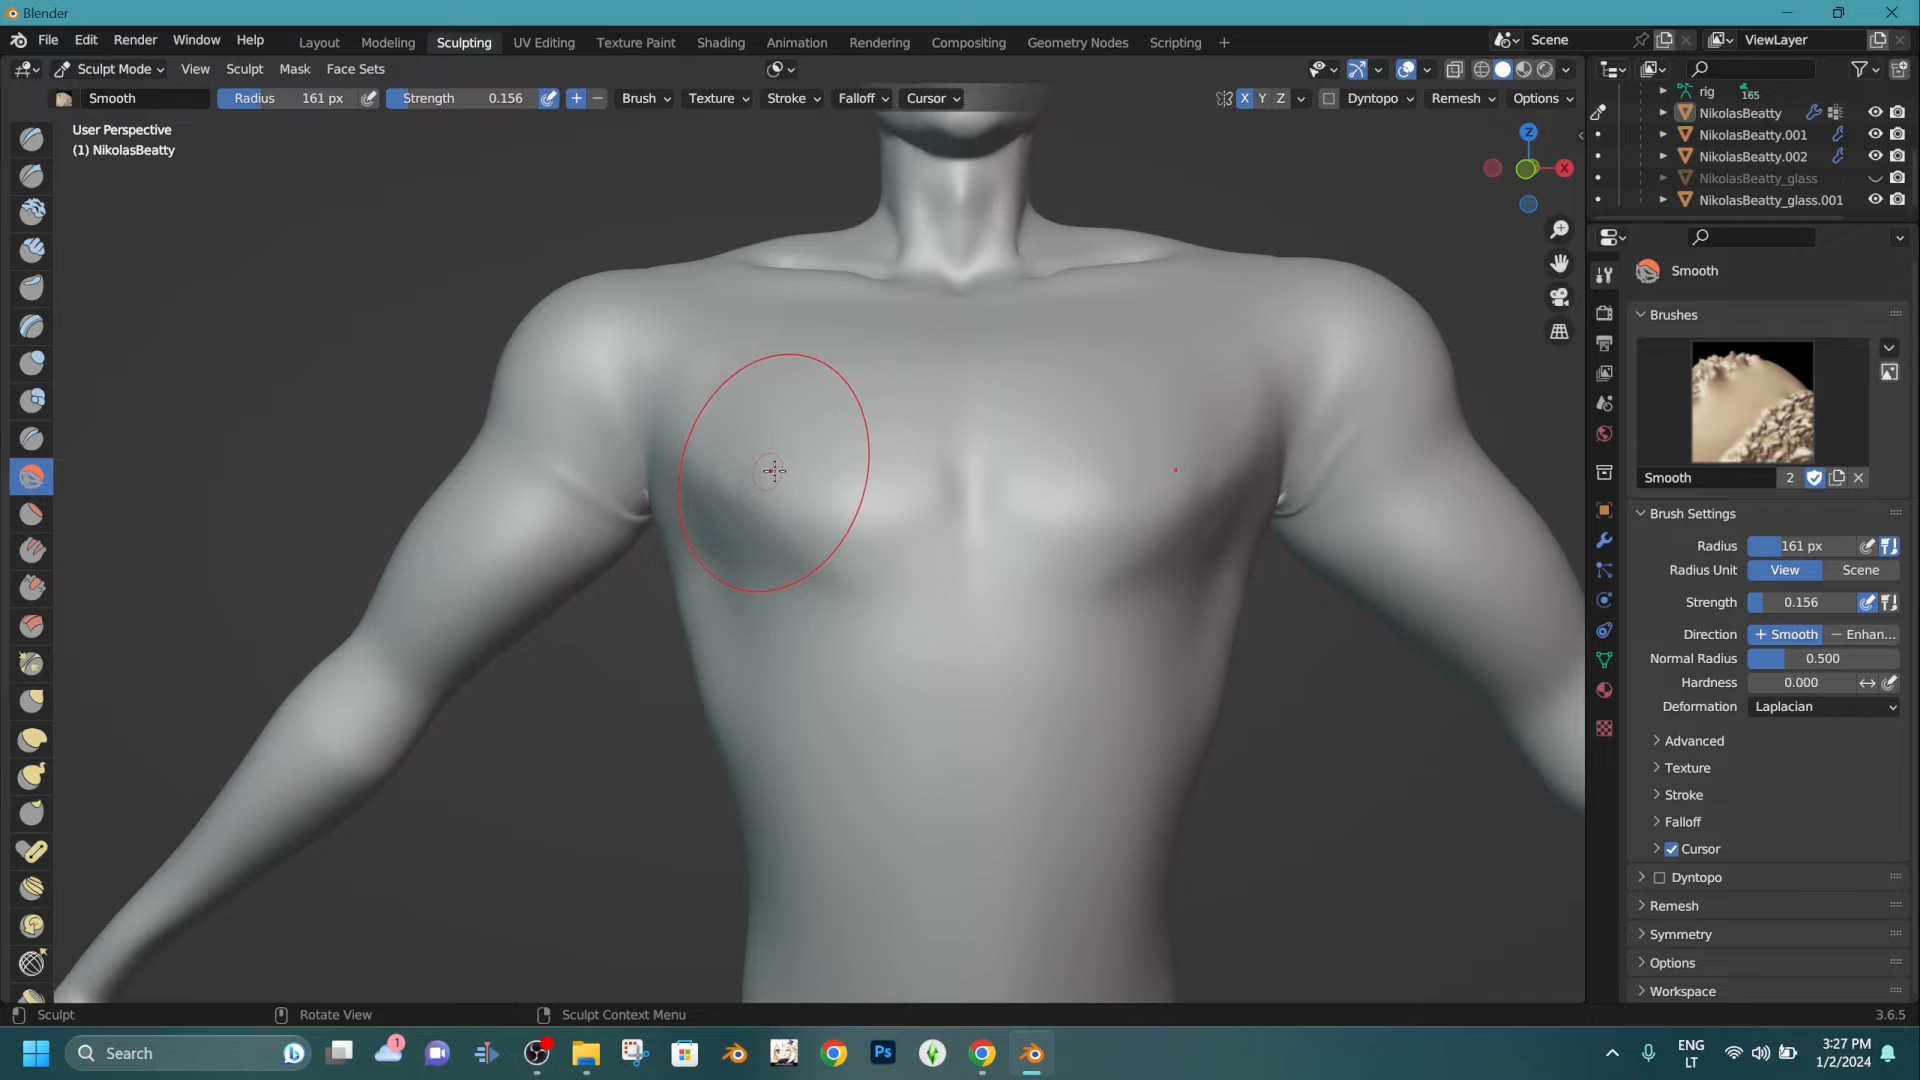 Blender
File Edit Render Window Help Layout Modeling Sculpting UV Editing Texture Paint Shading Animation Rendering Compositing Geometry Nodes Scripting + Scene ViewLayer
Sculpt Mode View Sculpt Mask Face Sets
Smooth Radius 161 px Strength 0.156 + − Brush Texture Stroke Falloff Cursor X Y Z Dyntopo Remesh Options
User Perspective
(1) NikolasBeatty
Z
X
rig 165
NikolasBeatty
NikolasBeatty.001
NikolasBeatty.002
NikolasBeatty_glass
NikolasBeatty_glass.001
Smooth
Brushes
Smooth 2
Brush Settings
Radius 161 px
Radius Unit View Scene
Strength 0.156
Direction + Smooth − Enhan...
Normal Radius 0.500
Hardness 0.000
Deformation Laplacian
Advanced
Texture
Stroke
Falloff
Cursor
Dyntopo
Remesh
Symmetry
Options
Workspace
Sculpt Rotate View Sculpt Context Menu 3.6.5
Search 1 Ps ENG 3:27 PM
LT 1/2/2024